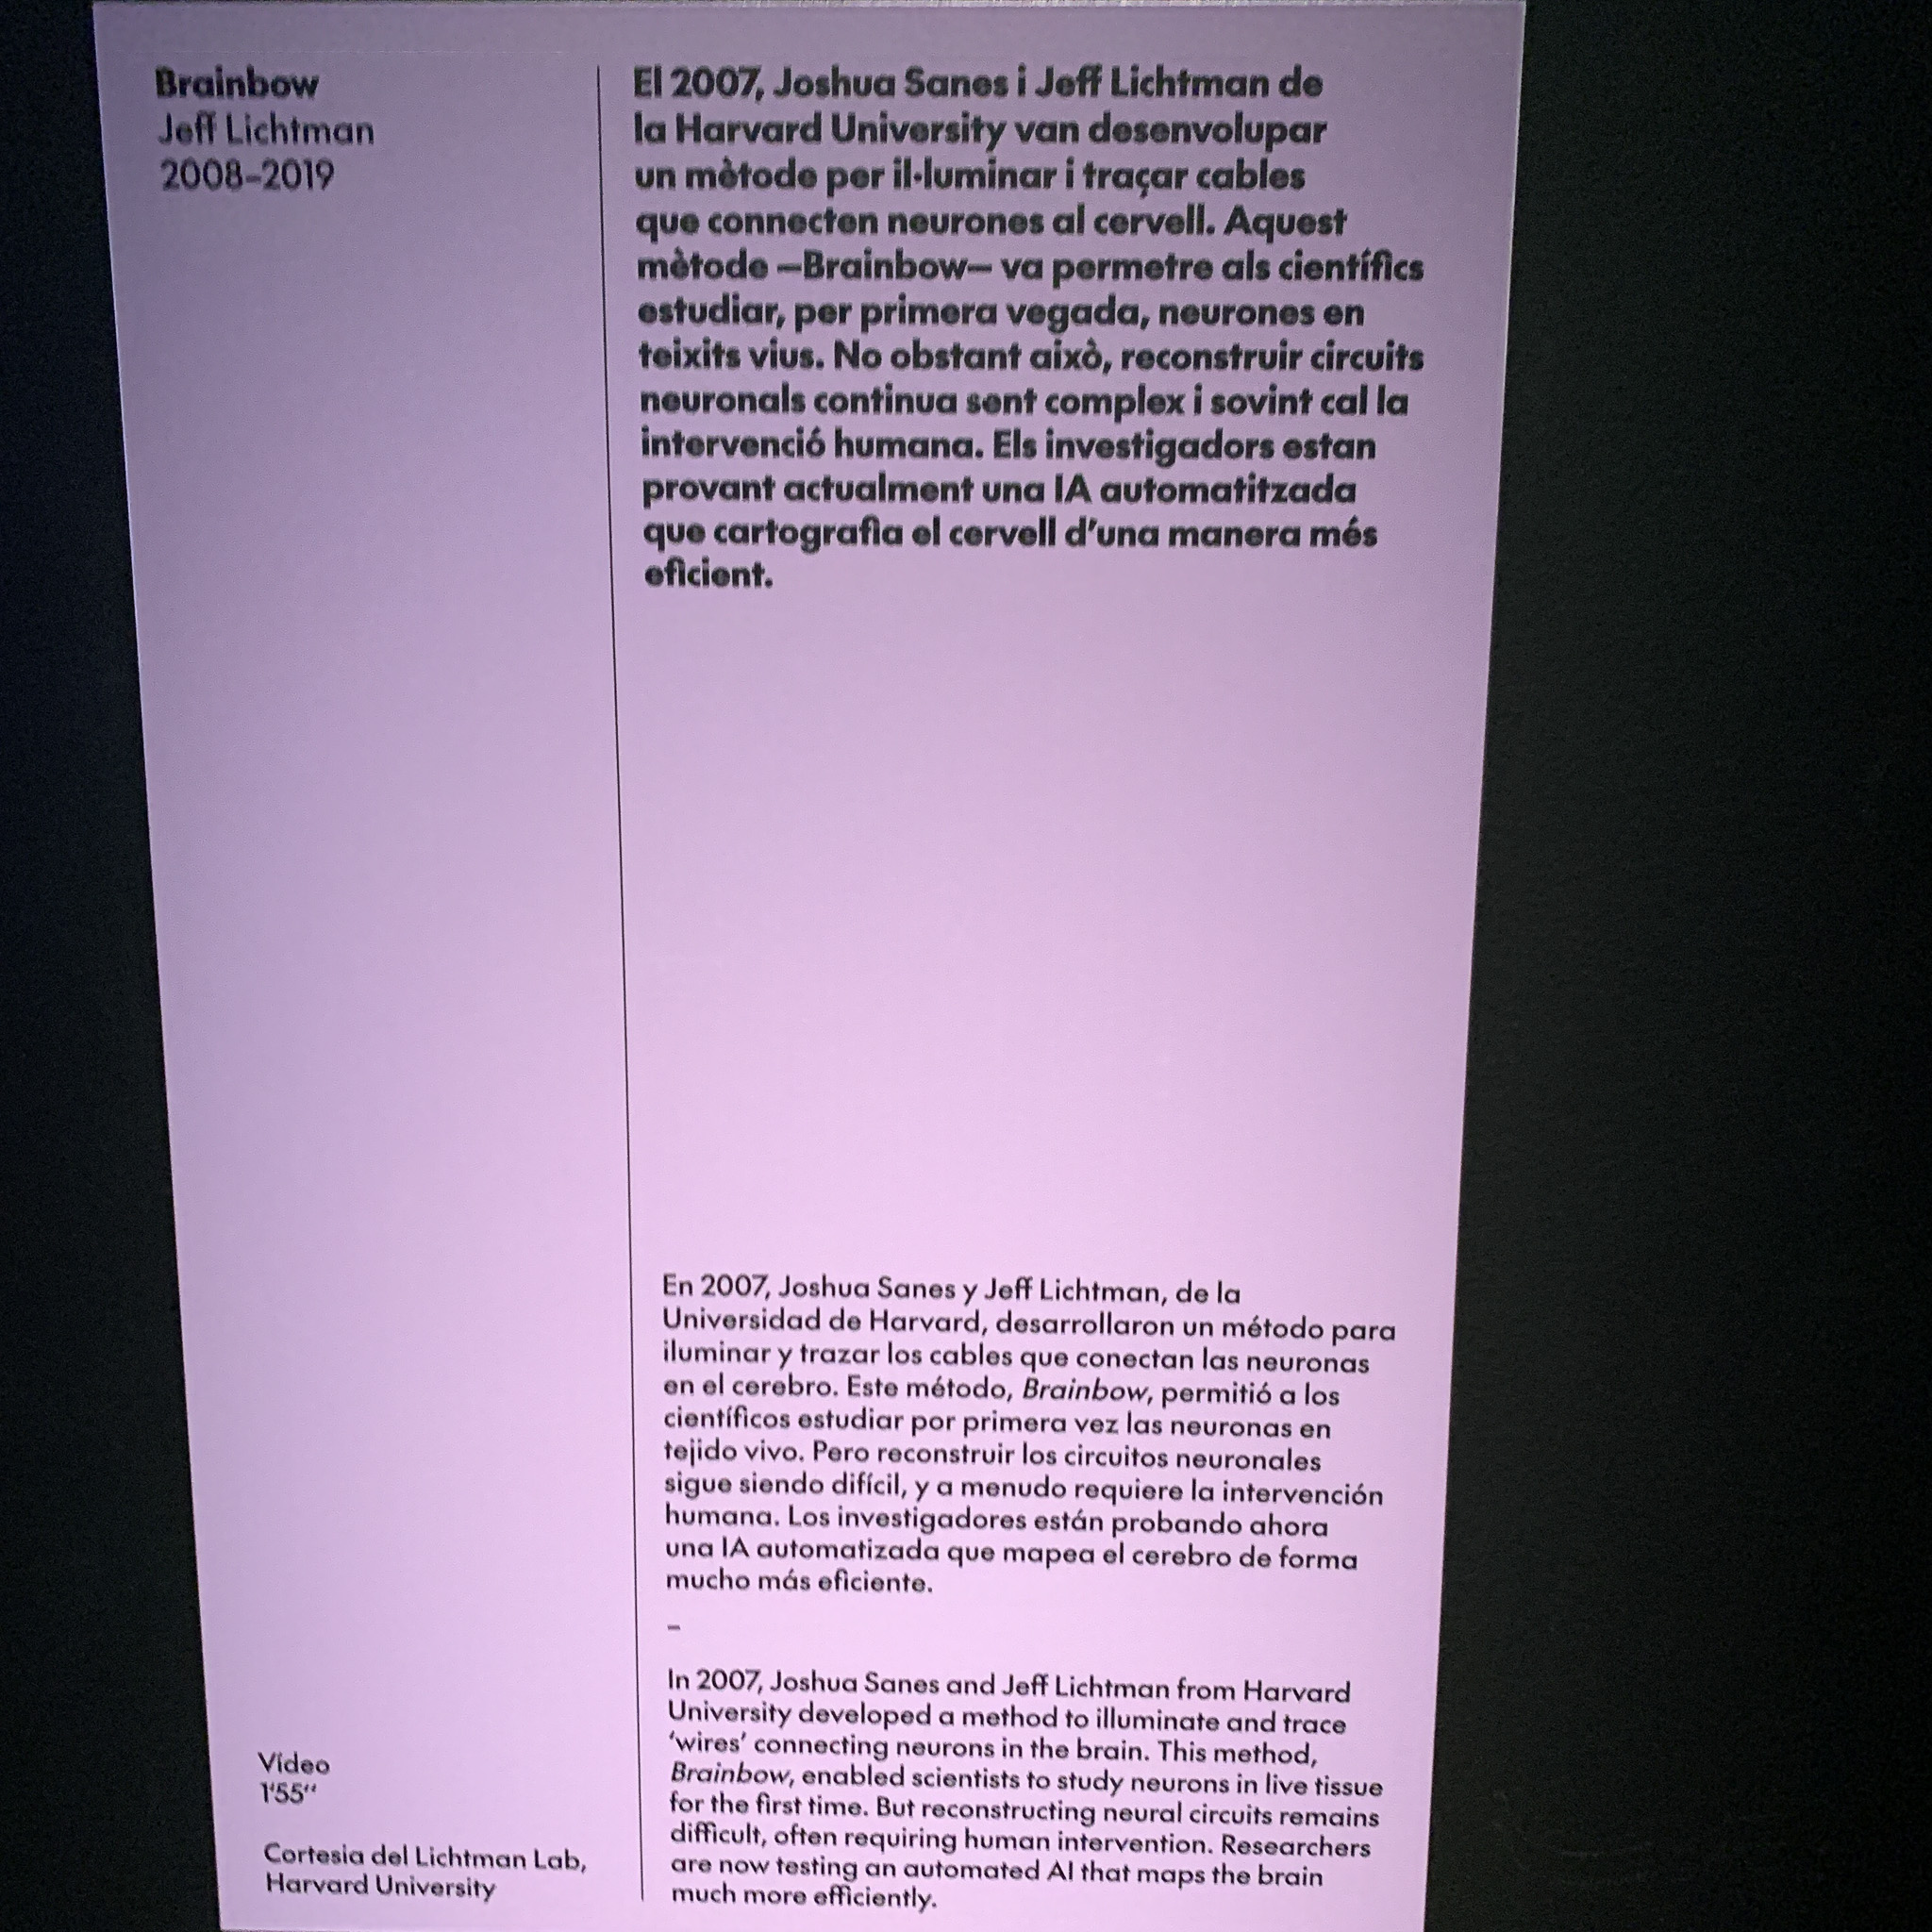 Brainbow
Jeff Lichtman
2008–2019
El 2007, Joshua Sanes i Jeff Lichtman de
la Harvard University van desenvolupar
un mètode per il·luminar i traçar cables
que connecten neurones al cervell. Aquest
mètode —Brainbow— va permetre als científics
estudiar, per primera vegada, neurones en
teixits vius. No obstant això, reconstruir circuits
neuronals continua sent complex i sovint cal la
intervenció humana. Els investigadors estan
provant actualment una IA automatitzada
que cartografia el cervell d’una manera més
eficient.
En 2007, Joshua Sanes y Jeff Lichtman, de la
Universidad de Harvard, desarrollaron un método para
iluminar y trazar los cables que conectan las neuronas
en el cerebro. Este método, Brainbow, permitió a los
científicos estudiar por primera vez las neuronas en
tejido vivo. Pero reconstruir los circuitos neuronales
sigue siendo difícil, y a menudo requiere la intervención
humana. Los investigadores están probando ahora
una IA automatizada que mapea el cerebro de forma
mucho más eficiente.
–
In 2007, Joshua Sanes and Jeff Lichtman from Harvard
University developed a method to illuminate and trace
‘wires’ connecting neurons in the brain. This method,
Brainbow, enabled scientists to study neurons in live tissue
for the first time. But reconstructing neural circuits remains
difficult, often requiring human intervention. Researchers
are now testing an automated AI that maps the brain
much more efficiently.
Vídeo
1‘55‘‘
Cortesia del Lichtman Lab,
Harvard University